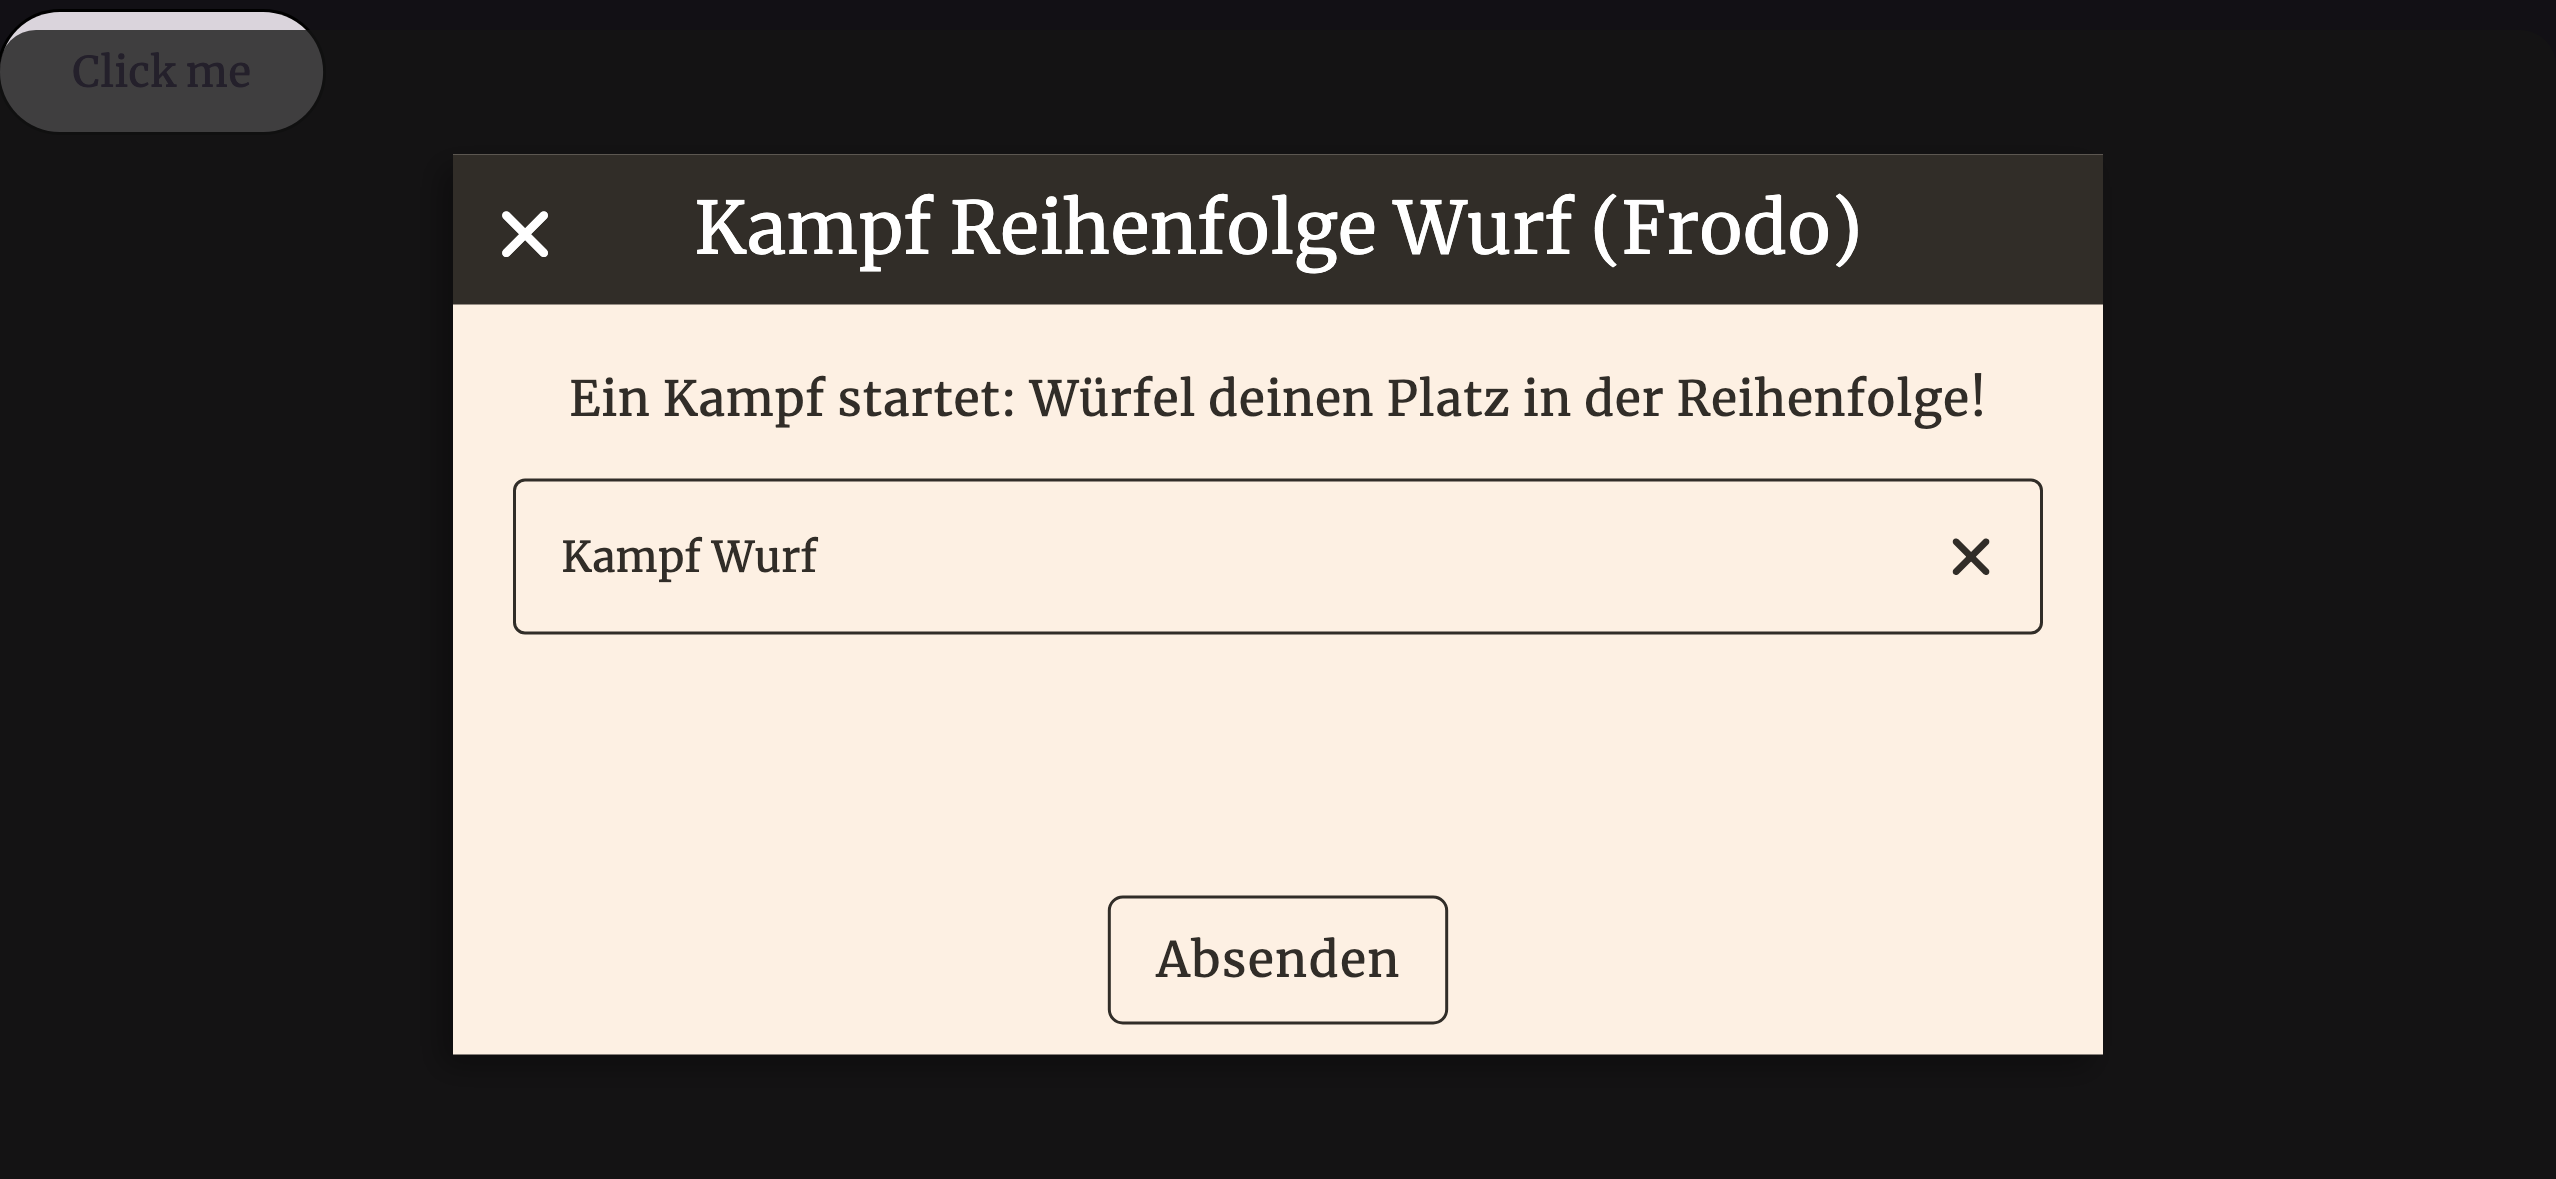 Click me
Kampf Reihenfolge Wurf (Frodo)
Ein Kampf startet: Würfel deinen Platz in der Reihenfolge!
Kampf Wurf
Absenden